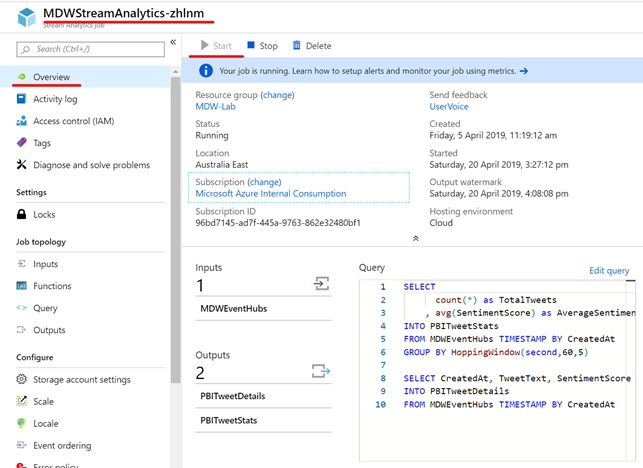 MDWStreamAnalytics-zhlnm
Stream Analytics job
Search (Ctrl+/)
«
Overview
Activity log
Access control (IAM)
Tags
Diagnose and solve problems
Settings
Locks
Job topology
Inputs
Functions
Query
Outputs
Configure
Storage account settings
Scale
Locale
Event ordering
Error policy
Start Stop Delete
Your job is running. Learn how to setup alerts and monitor your job using metrics. →
Resource group (change)
MDW-Lab
Status
Running
Location
Australia East
Subscription (change)
Microsoft Azure Internal Consumption
Subscription ID
96bd7145-ad7f-445a-9763-862e32480bf1
Send feedback
UserVoice
Created
Friday, 5 April 2019, 11:19:12 am
Started
Saturday, 20 April 2019, 3:27:12 pm
Output watermark
Saturday, 20 April 2019, 4:08:08 pm
Hosting environment
Cloud
Inputs
1
MDWEventHubs
Outputs
2
PBITweetDetails
PBITweetStats
Query
Edit query
1 SELECT
2 count(*) as TotalTweets
3 , avg(SentimentScore) as AverageSentimen
4 INTO PBITweetStats
5 FROM MDWEventHubs TIMESTAMP BY CreatedAt
6 GROUP BY HoppingWindow(second,60,5)
7
8 SELECT CreatedAt, TweetText, SentimentScore
9 INTO PBITweetDetails
10 FROM MDWEventHubs TIMESTAMP BY CreatedAt